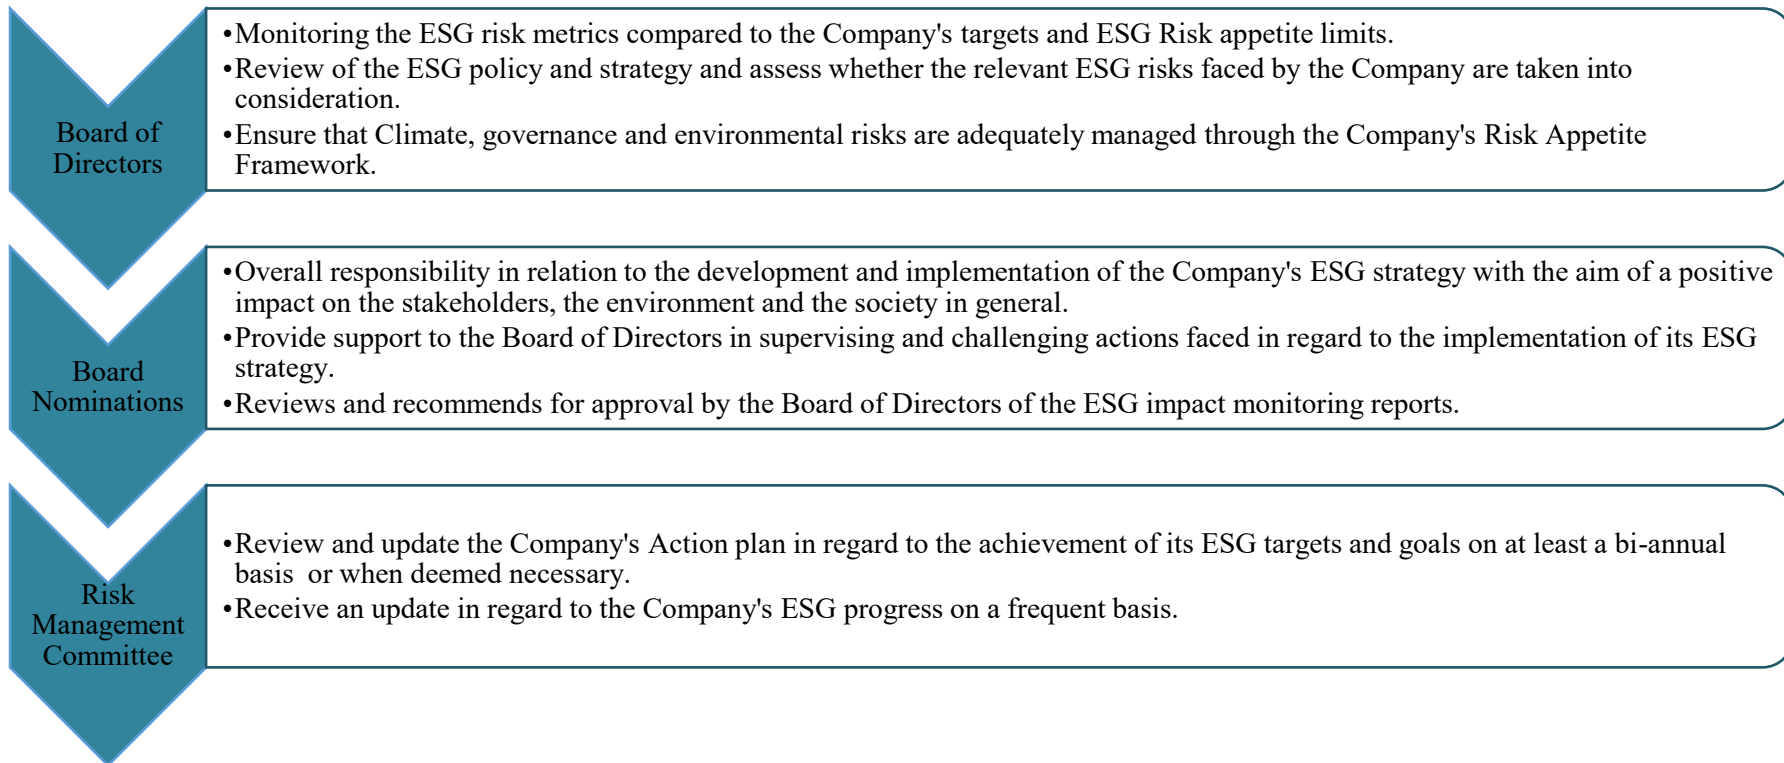 Board of
Directors
•Monitoring the ESG risk metrics compared to the Company's targets and ESG Risk appetite limits.
•Review of the ESG policy and strategy and assess whether the relevant ESG risks faced by the Company are taken into
consideration.
•Ensure that Climate, governance and environmental risks are adequately managed through the Company's Risk Appetite
Framework.
Board
Nominations
•Overall responsibility in relation to the development and implementation of the Company's ESG strategy with the aim of a positive
impact on the stakeholders, the environment and the society in general.
•Provide support to the Board of Directors in supervising and challenging actions faced in regard to the implementation of its ESG
strategy.
•Reviews and recommends for approval by the Board of Directors of the ESG impact monitoring reports.
Risk
Management
Committee
•Review and update the Company's Action plan in regard to the achievement of its ESG targets and goals on at least a bi-annual
basis  or when deemed necessary.
•Receive an update in regard to the Company's ESG progress on a frequent basis.